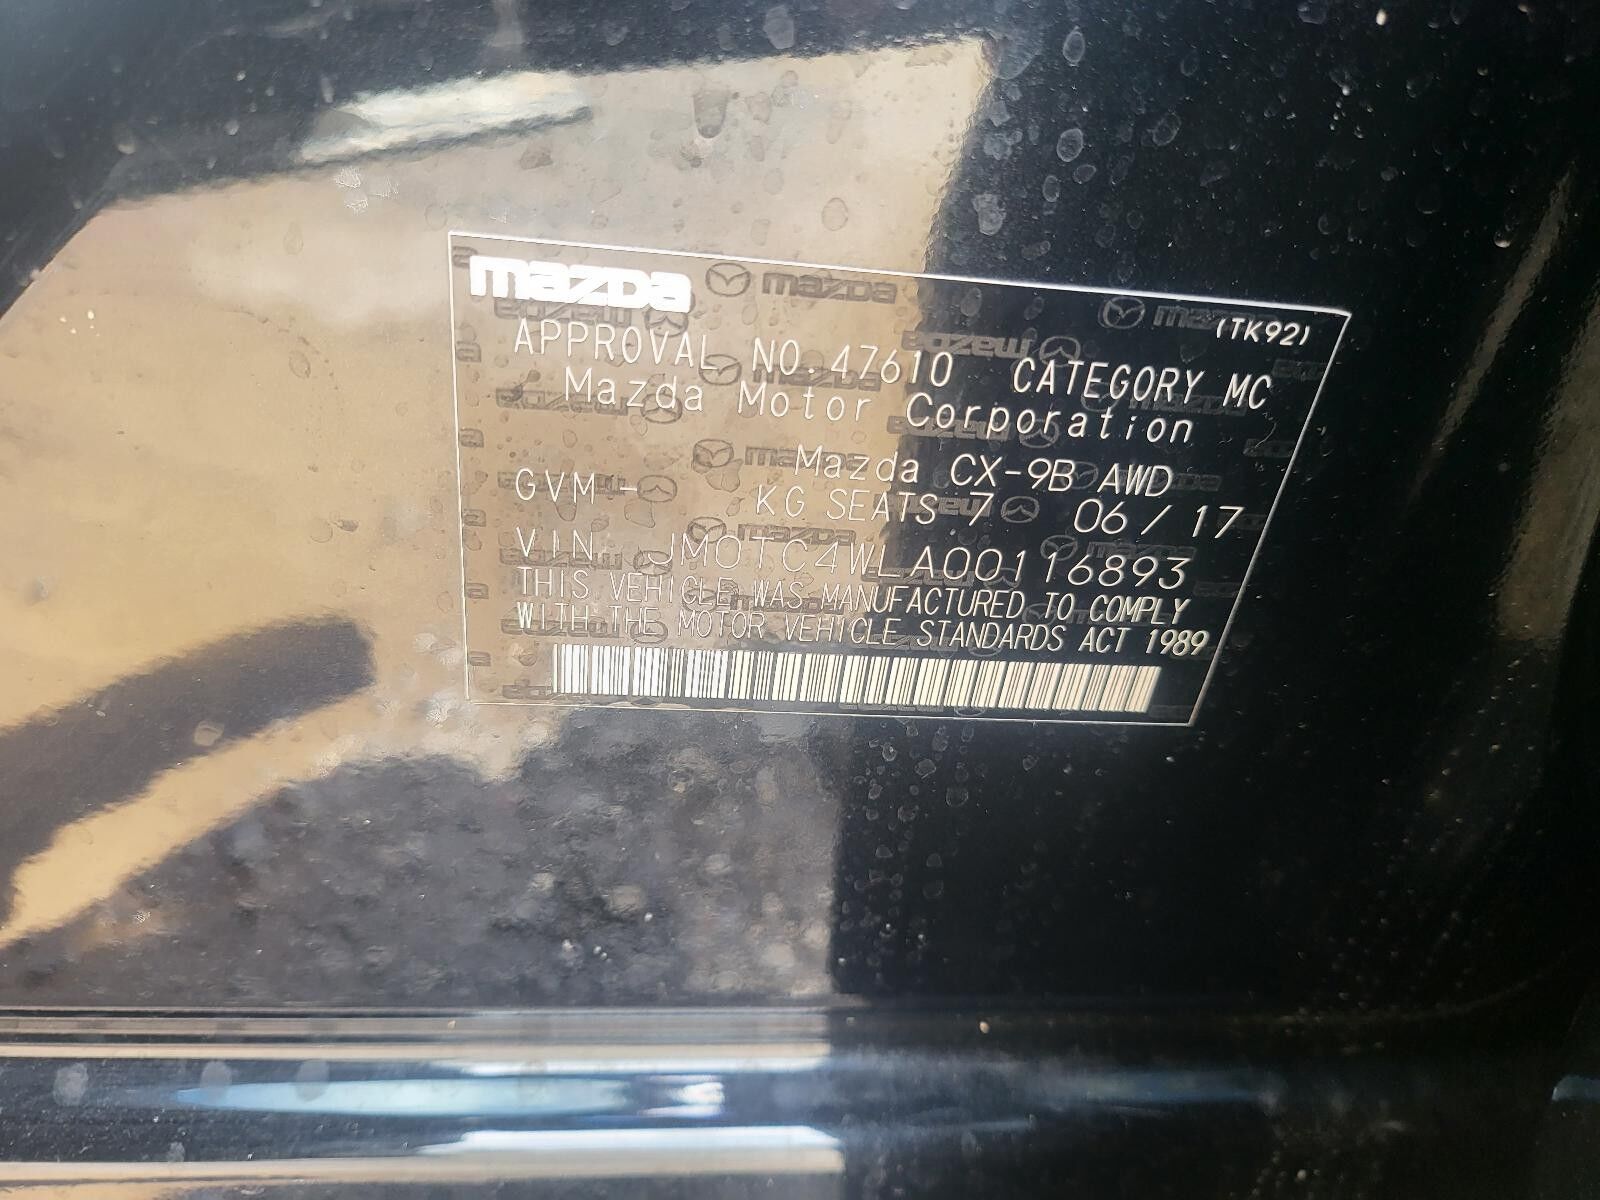 mazda
(TK92)
APPROVAL NO.47610 CATEGORY MC
Mazda Motor Corporation
Mazda CX-9B AWD
GVM - KG SEATS 7 06/17
VIN JM0TC4WLA00116893
THIS VEHICLE WAS MANUFACTURED TO COMPLY
WITH THE MOTOR VEHICLE STANDARDS ACT 1989